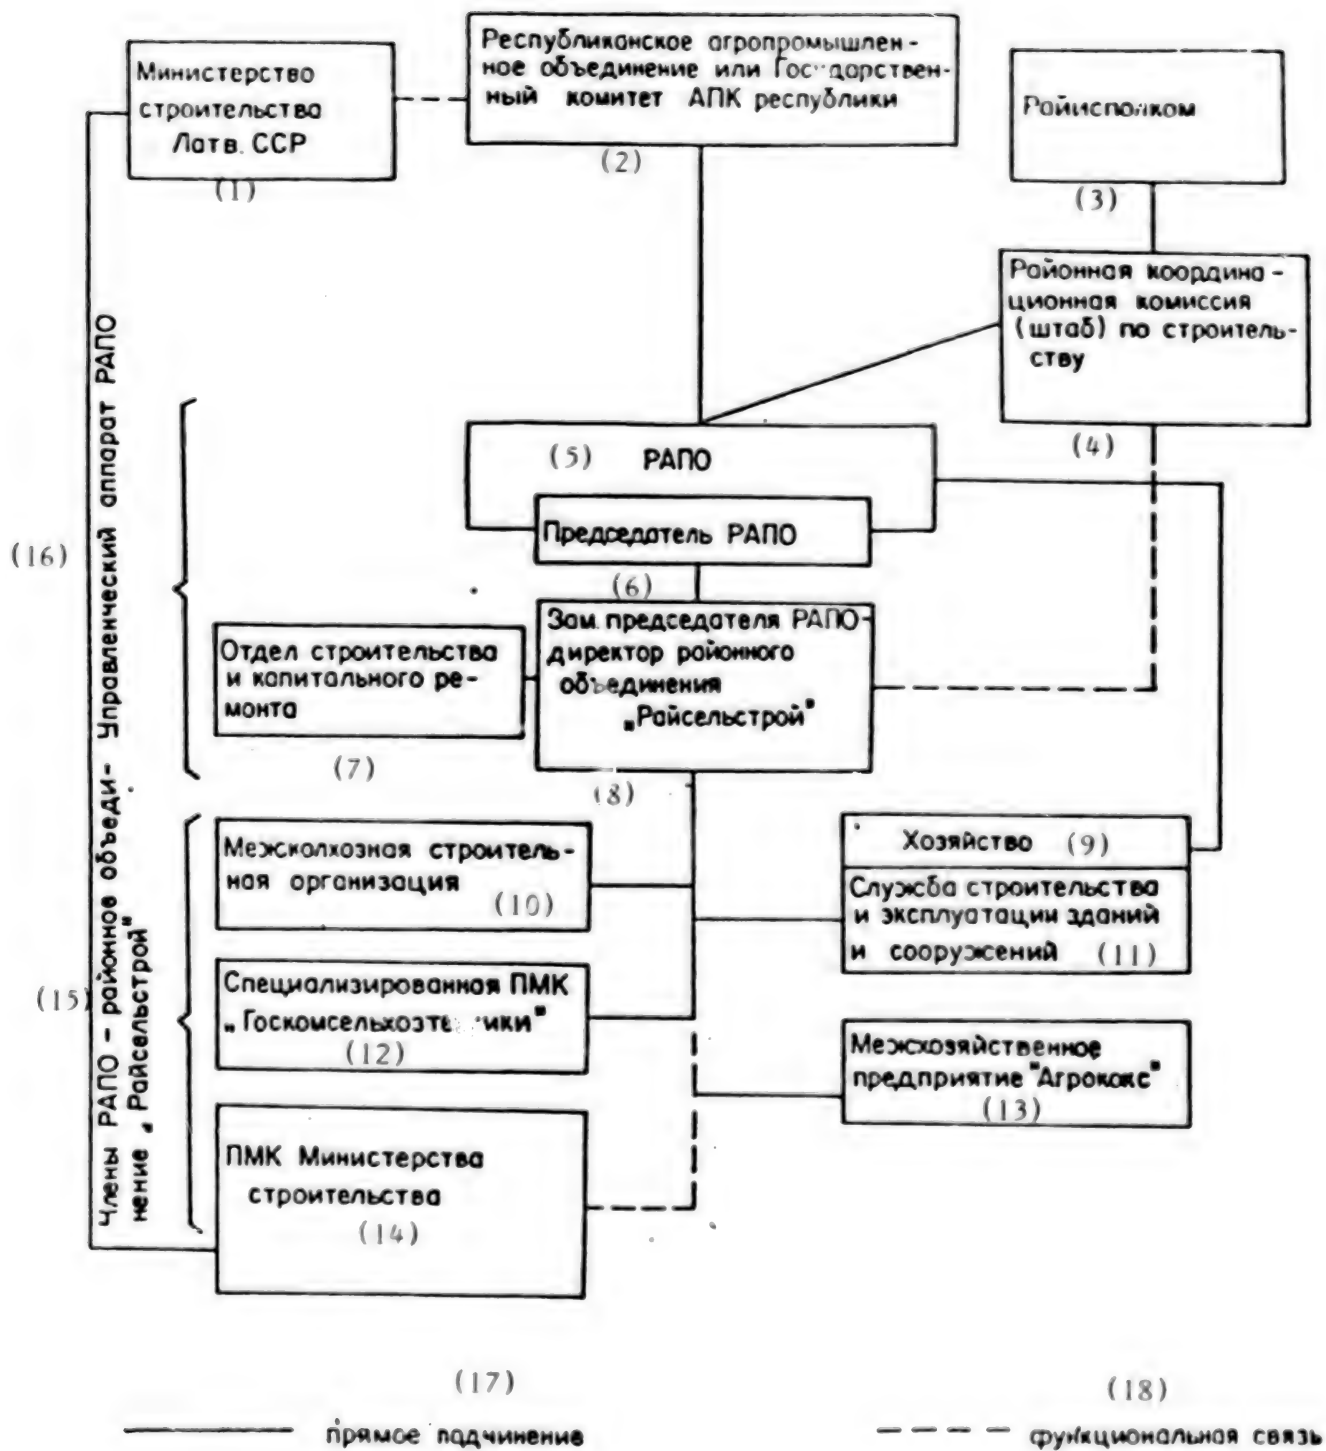 Министерство
строительства
Латв. ССР
(1)
Республиканское агропромышлен-
ное объединение или
ный комитет АПК республики
(2)
Райисполком
(3)
Районная координа-
ционная комиссия
(штаб) по строитель-
ству
(4)
(5) РАПО
Председатель РАПО
(6)
Зам. председателя РАПО-
директор районного
объединения
„Райсельстрой"
(8)
Отдел строительства
и капитального ре-
монта
(7)
Межколхозная строитель-
ная организация
(10)
Хозяйство (9)
Служба строительства
и эксплуатации зданий
и сооружений (11)
Специализированная ПМК
(12)
Межхозяйственное
предприятие "Агрококс"
(13)
ПМК Министерства
строительства
(14)
(16)
Управленческий аппарат РАПО
(15)
Члены РАПО - районное объеди-
нение „Райсельстрой"
(17)
прямое подчинение
(18)
функциональная связь